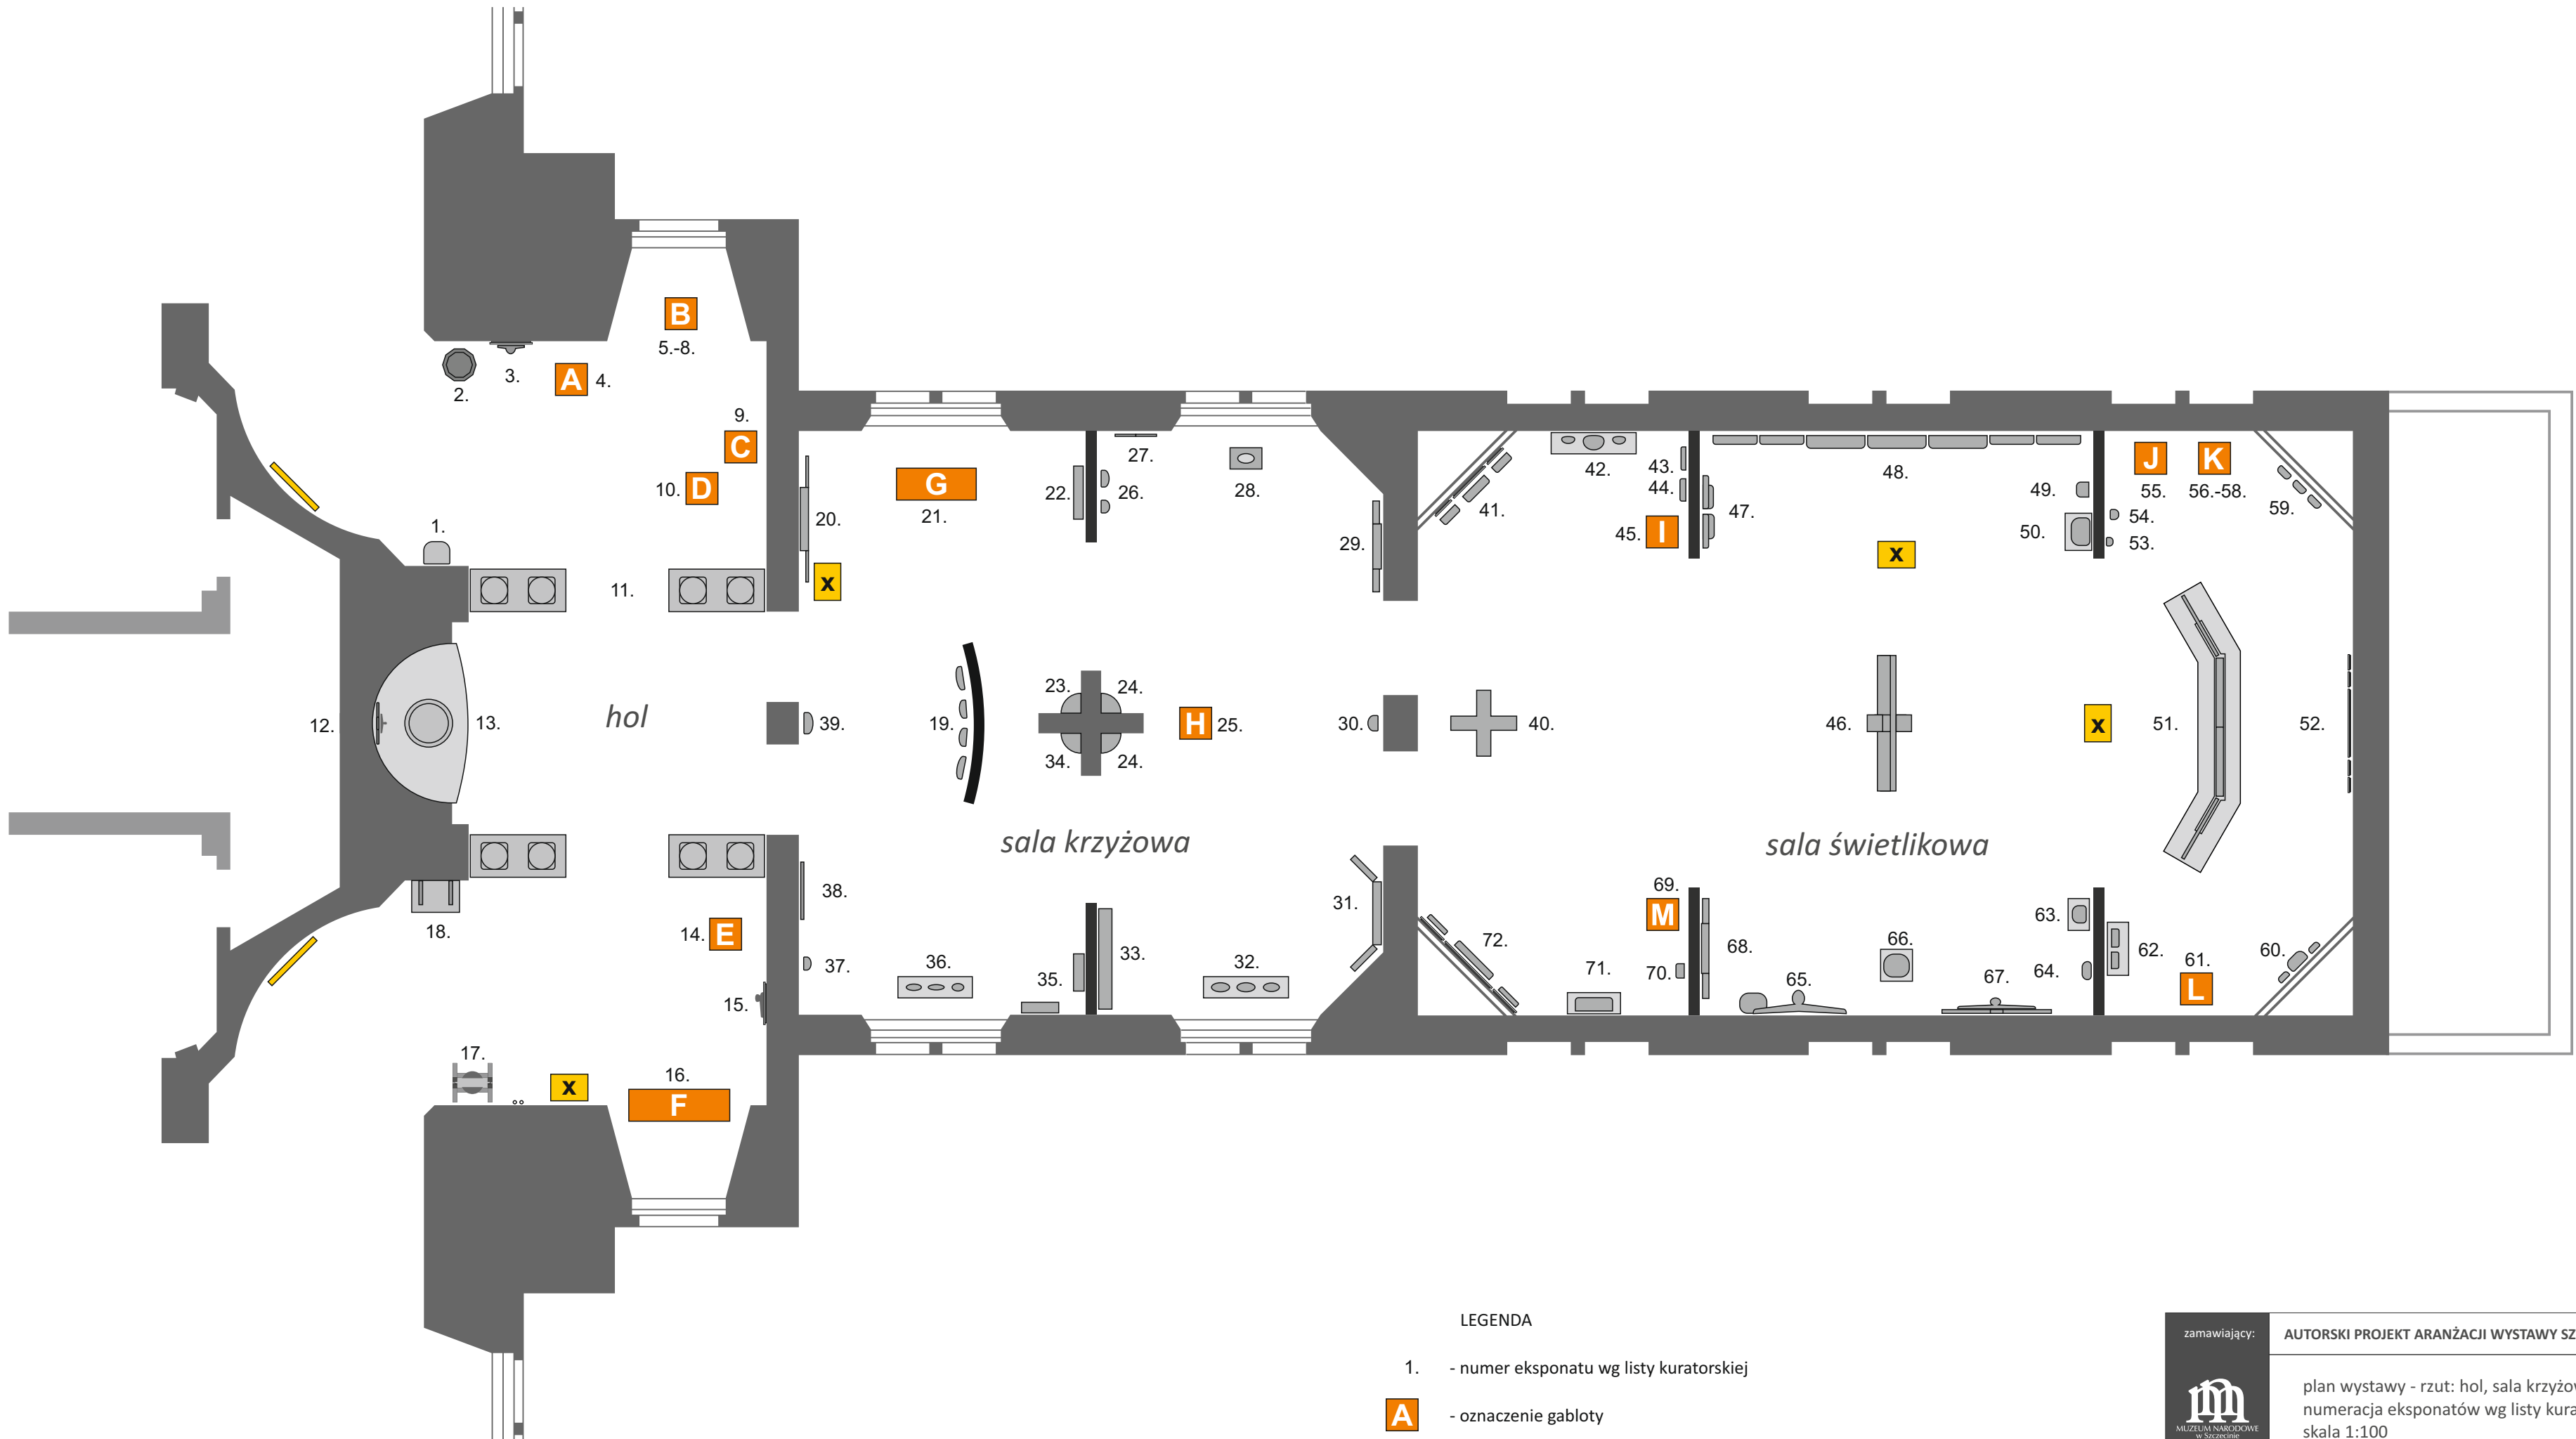 B
5.-8.
3.
A 4.
2.
9.
C
10. D
1.
11.
12.
13.
hol
14. E
15.
18.
17.
x
16.
F
20.
x
G
21.
22.
26.
27.
28.
29.
23.
24.
39.
19.
H 25.
30.
34.
24.
sala krzyżowa
38.
37.
36.
35.
33.
32.
31.
41.
42.
43.
44.
45. I
47.
48.
x
49.
50.
J
55.
K
56.-58.
54.
53.
59.
40.
46.
x
51.
52.
sala świetlikowa
72.
71.
69.
M
70.
68.
65.
66.
67.
63.
64.
62.
61.
L
60.
LEGENDA
1. - numer eksponatu wg listy kuratorskiej
A - oznaczenie gabloty
zamawiający:
MUZEUM NARODOWE
w Szczecinie
AUTORSKI PROJEKT ARANŻACJI WYSTAWY SZ
plan wystawy - rzut: hol, sala krzyżo
numeracja eksponatów wg listy kura
skala 1:100